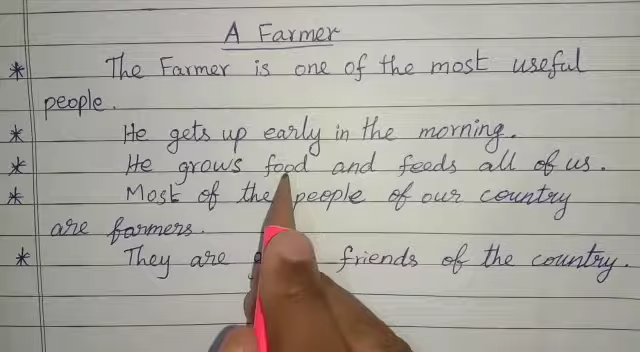 A Farmer
* The Farmer is one of the most useful
people.
* He gets up early in the morning.
* He grows food and feeds all of us.
* Most of the people of our country
are farmers.
* They are friends of the country.